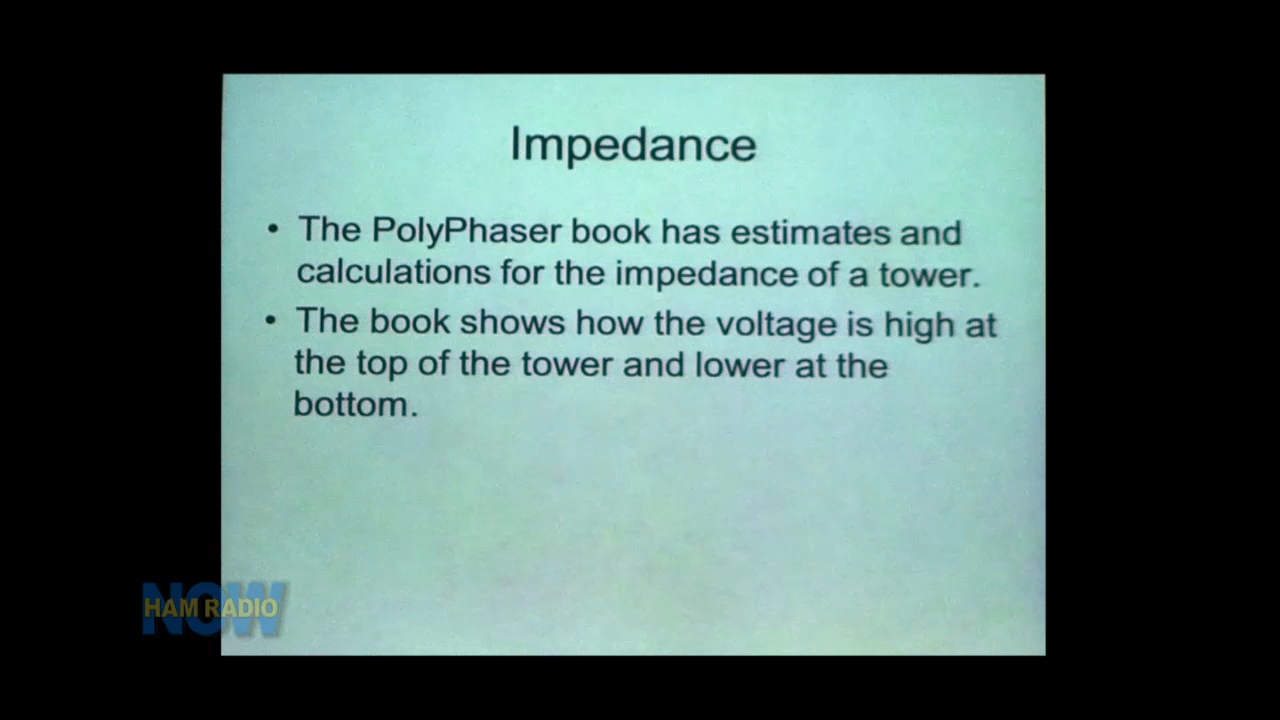 Impedance
• The PolyPhaser book has estimates and
calculations for the impedance of a tower.
• The book shows how the voltage is high at
the top of the tower and lower at the
bottom.
NOW
HAM RADIO